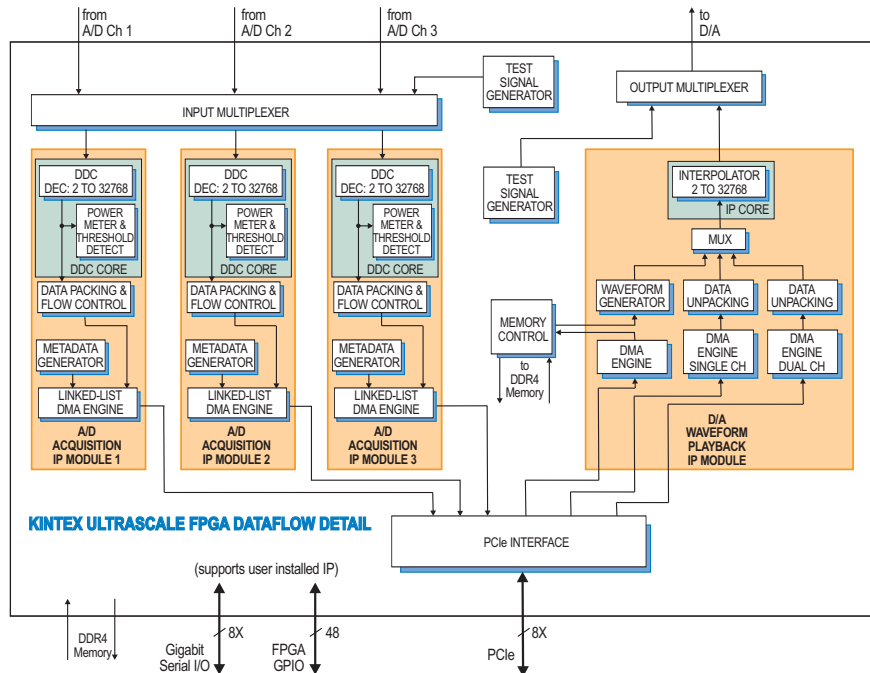 from
A/D Ch 1
from
A/D Ch 2
from
A/D Ch 3
to
D/A
TEST
SIGNAL
GENERATOR
OUTPUT MULTIPLEXER
INPUT MULTIPLEXER
TEST
SIGNAL
GENERATOR
DDC
DEC: 2 TO 32768
POWER
METER &
THRESHOLD
DETECT
DDC CORE
DATA PACKING &
FLOW CONTROL
METADATA
GENERATOR
LINKED-LIST
DMA ENGINE
A/D
ACQUISITION
IP MODULE 1
DDC
DEC: 2 TO 32768
POWER
METER &
THRESHOLD
DETECT
DDC CORE
DATA PACKING &
FLOW CONTROL
METADATA
GENERATOR
LINKED-LIST
DMA ENGINE
A/D
ACQUISITION
IP MODULE 2
DDC
DEC: 2 TO 32768
POWER
METER &
THRESHOLD
DETECT
DDC CORE
DATA PACKING &
FLOW CONTROL
METADATA
GENERATOR
LINKED-LIST
DMA ENGINE
A/D
ACQUISITION
IP MODULE 3
INTERPOLATOR
2 TO 32768
IP CORE
MUX
WAVEFORM
GENERATOR
DATA
UNPACKING
DATA
UNPACKING
MEMORY
CONTROL
to
DDR4
Memory
DMA
ENGINE
DMA
ENGINE
SINGLE CH
DMA
ENGINE
DUAL CH
D/A
WAVEFORM
PLAYBACK
IP MODULE
KINTEX ULTRASCALE FPGA DATAFLOW DETAIL
PCIe INTERFACE
(supports user installed IP)
DDR4
Memory
8X
Gigabit
Serial I/O
48
FPGA
GPIO
8X
PCIe